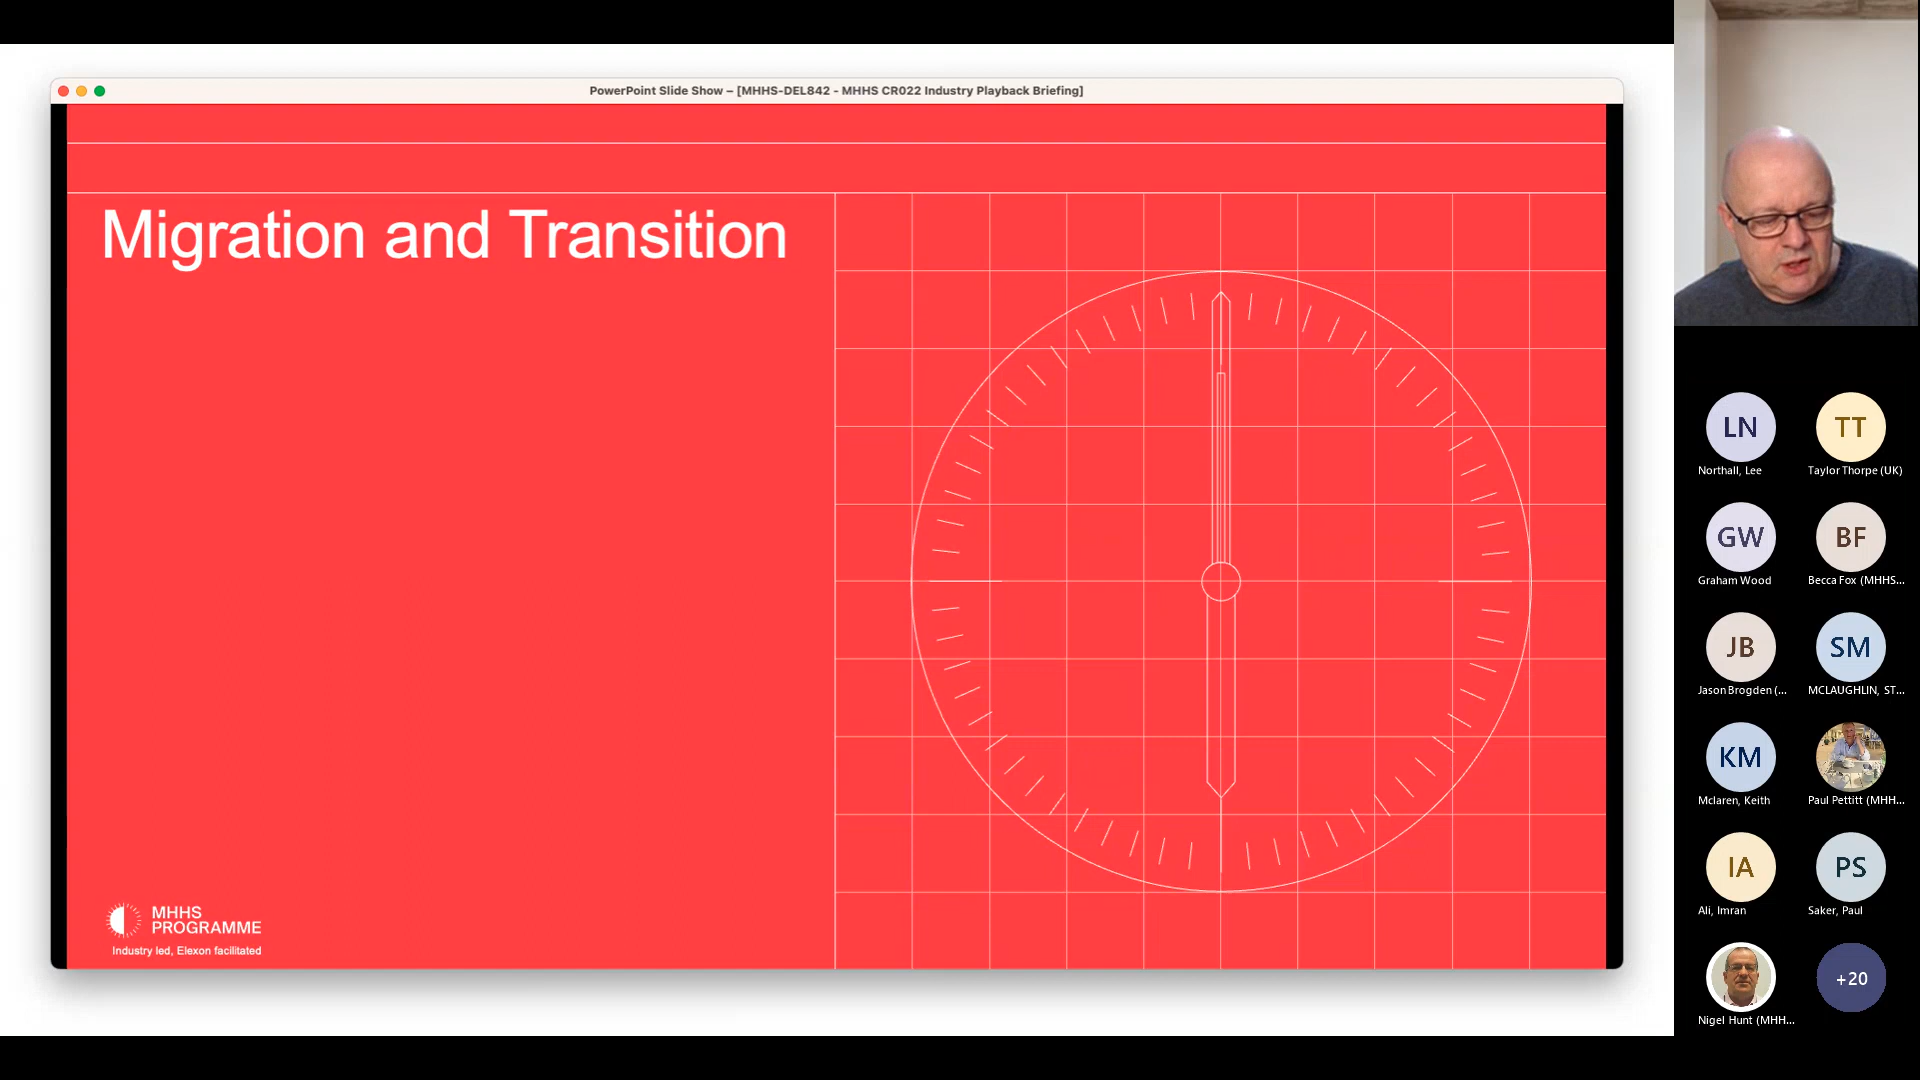 PowerPoint Slide Show – [MHHS-DEL842 - MHHS CR022 Industry Playback Briefing]
Migration and Transition
MHHS
PROGRAMME
Industry led, Elexon facilitated
LN
Northall, Lee
TT
Taylor Thorpe (UK)
GW
Graham Wood
BF
Becca Fox (MHHS...
JB
Jason Brogden (...
SM
MCLAUGHLIN, ST...
KM
Mclaren, Keith
Paul Pettitt (MHH...
IA
Ali, Imran
PS
Saker, Paul
Nigel Hunt (MHH...
+20